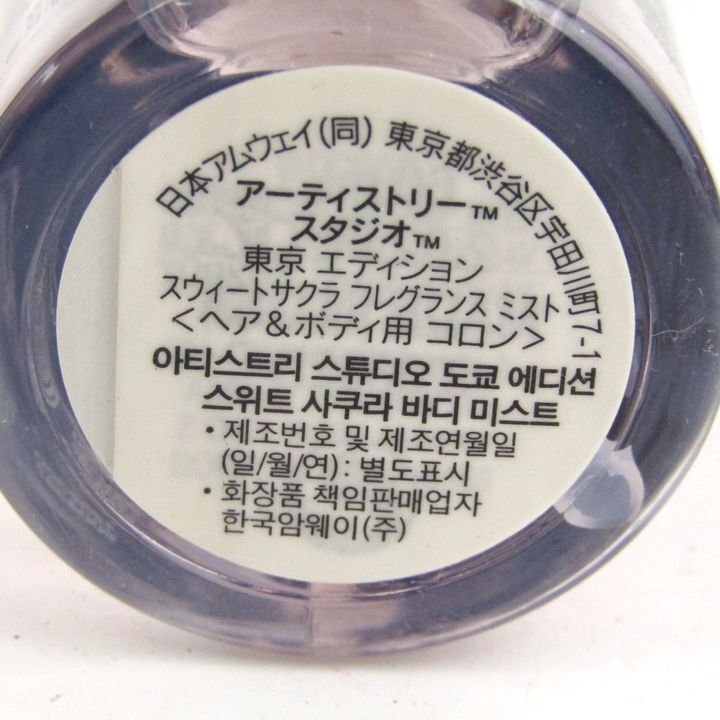 日本アムウェイ(同) 東京都渋谷区宇田川町7-1
アーティストリー™
スタジオ™
東京 エディション
スウィートサクラ フレグランス ミスト
<ヘア&ボディ用 コロン>
아티스트리 스튜디오 도쿄 에디션
스위트 사쿠라 바디 미스트
• 제조번호 및 제조연월일
(일/월/연) : 별도표시
• 화장품 책임판매업자
한국암웨이(주)